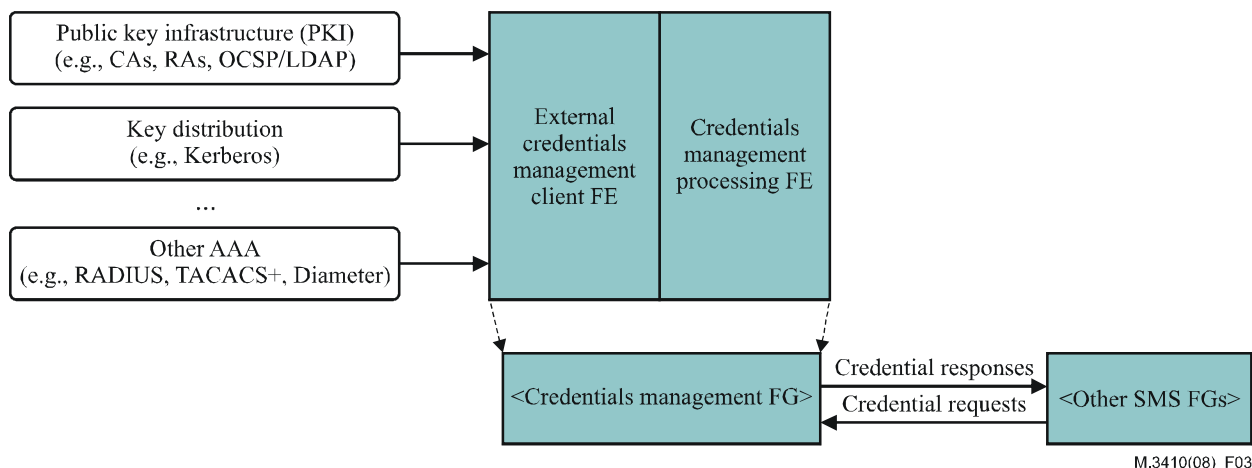 Public key infrastructure (PKI)
(e.g., CAs, RAs, OCSP/LDAP)
Key distribution
(e.g., Kerberos)
...
Other AAA
(e.g., RADIUS, TACACS+, Diameter)
External
credentials
management
client FE
Credentials
management
processing FE
<Credentials management FG>
Credential responses
Credential requests
<Other SMS FGs>
M.3410(08)_F03